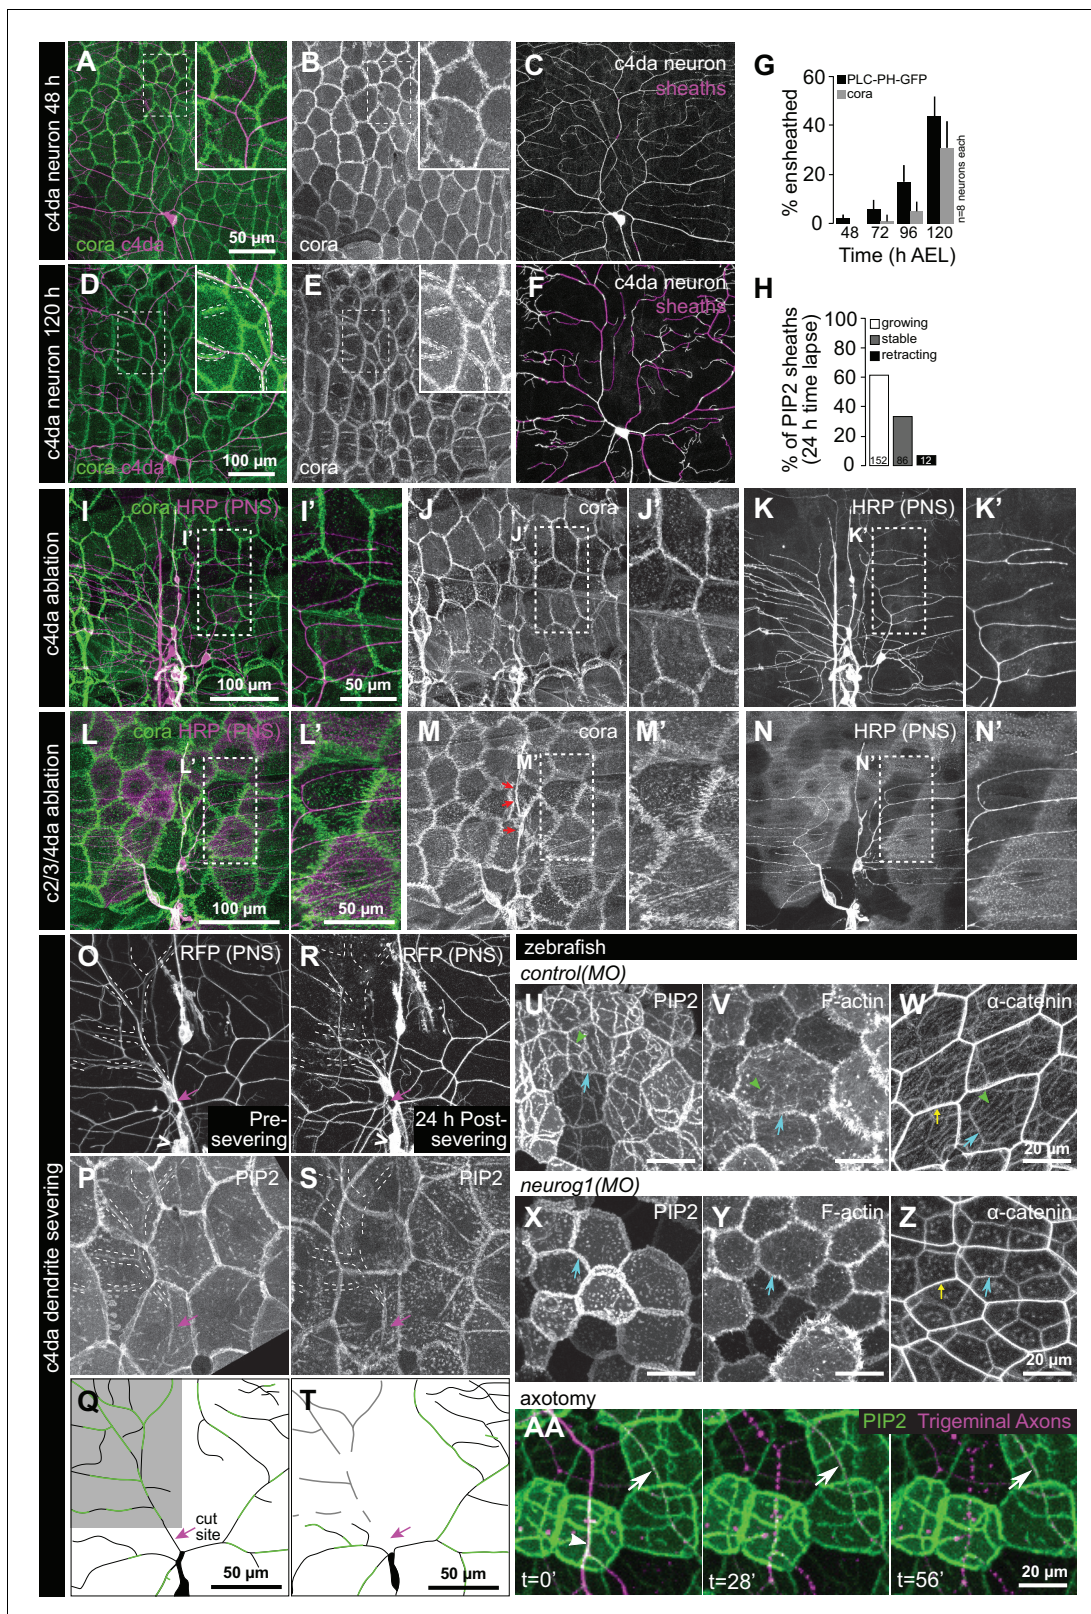 c4da neuron 48 h
A
cora c4da
50 µm
B
cora
C
c4da neuron
sheaths
G
% ensheathed
60
40
20
0
PLC-PH-GFP
cora
n=8 neurons each
48 72 96 120
Time (h AEL)
c4da neuron 120 h
D
cora c4da
100 µm
E
cora
F
c4da neuron
sheaths
H
% of PIP2 sheaths
(24 h time lapse)
100
80
60
40
20
0
growing
stable
retracting
152 86 12
c4da ablation
I
cora HRP (PNS)
I'
100 µm
I'
50 µm
J
cora
J'
J'
K
HRP (PNS)
K'
K'
c2/3/4da ablation
L
cora HRP (PNS)
L'
100 µm
L'
50 µm
M
cora
M'
M'
N
HRP (PNS)
N'
N'
c4da dendrite severing
O
RFP (PNS)
Pre-
severing
R
RFP (PNS)
24 h Post-
severing
P
PIP2
S
PIP2
Q
cut
site
50 µm
T
50 µm
zebrafish
control(MO)
U
PIP2
V
F-actin
W
α-catenin
20 µm
neurog1(MO)
X
PIP2
Y
F-actin
Z
α-catenin
20 µm
axotomy
AA
PIP2 Trigeminal Axons
t=0'
t=28'
t=56'
20 µm